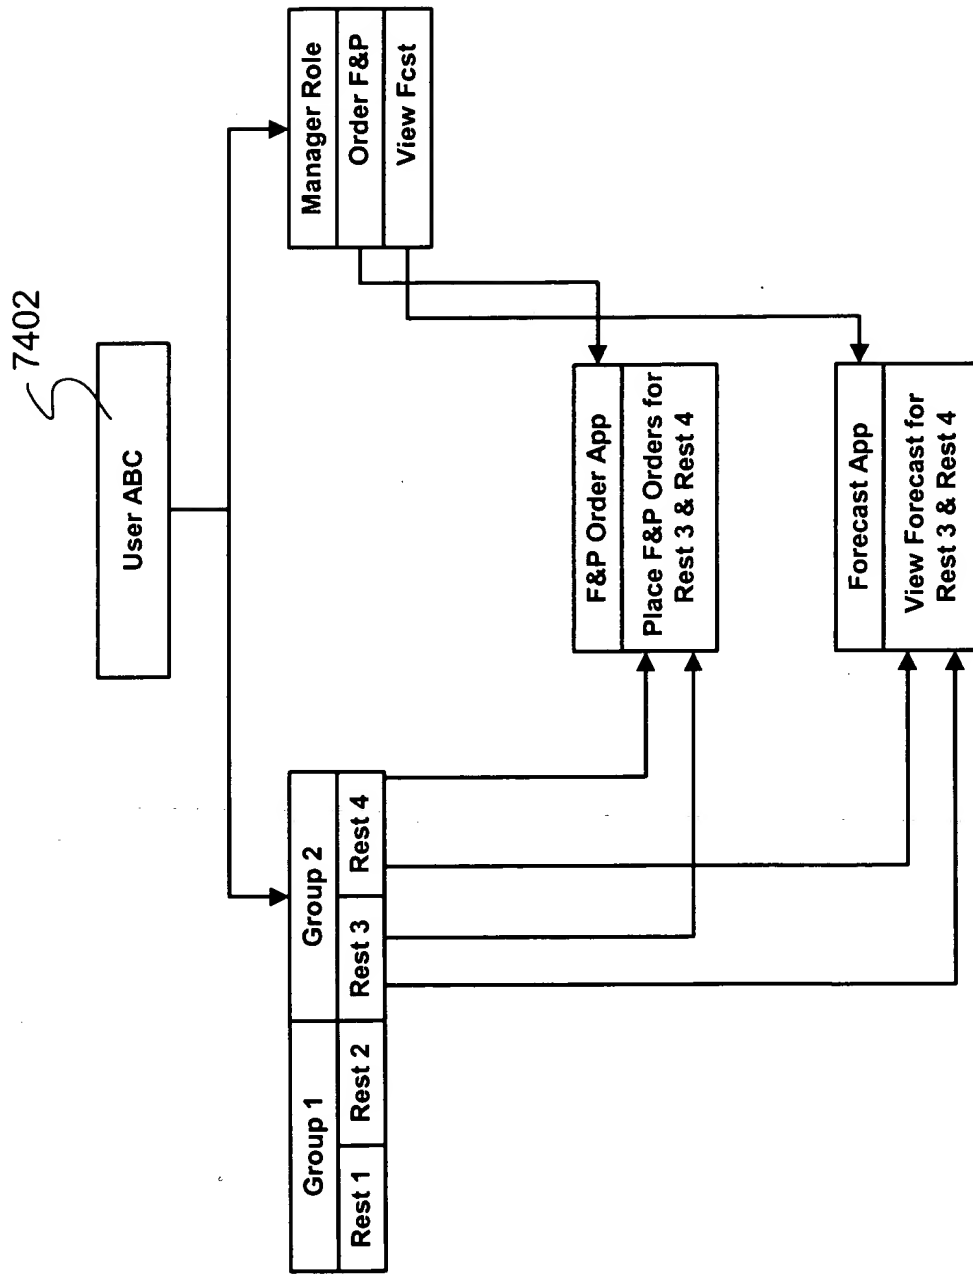 7402
User ABC
Group 1
Group 2
Rest 1
Rest 2
Rest 3
Rest 4
Manager Role
Order F&P
View Fcst
F&P Order App
Place F&P Orders for
Rest 3 & Rest 4
Forecast App
View Forecast for
Rest 3 & Rest 4